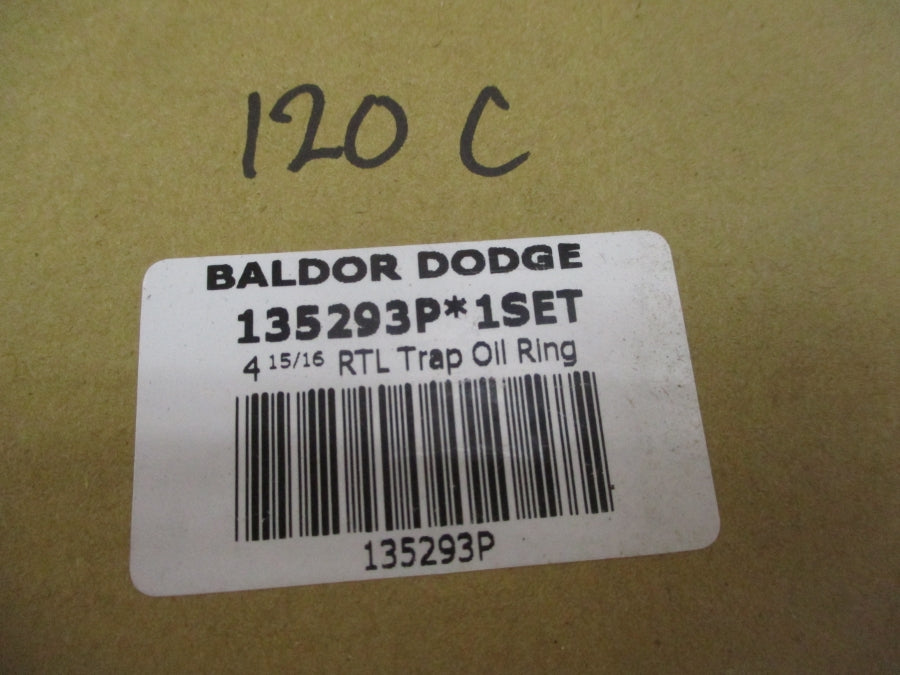 120 C
BALDOR DODGE
135293P*1SET
4 15/16 RTL Trap Oil Ring
135293P